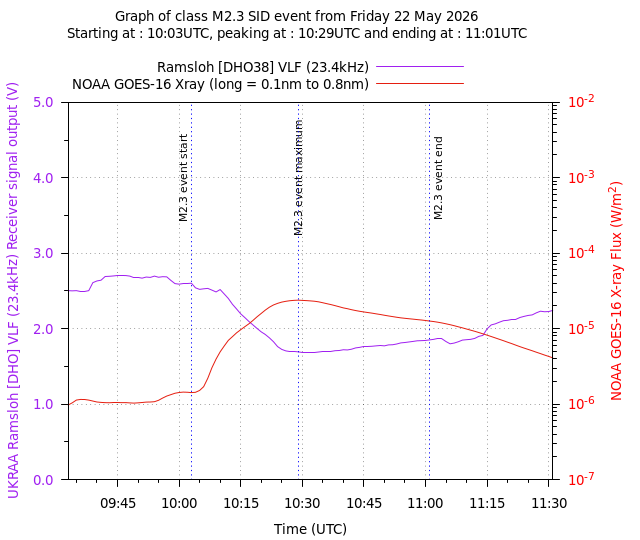 Graph of class M2.3 SID event from Friday 22 May 2026
Starting at : 10:03UTC, peaking at : 10:29UTC and ending at : 11:01UTC
Ramsloh [DHO38] VLF (23.4kHz)
NOAA GOES-16 Xray (long = 0.1nm to 0.8nm)
UKRAA Ramsloh [DHO] VLF (23.4kHz) Receiver signal output (V)
5.0
4.0
3.0
2.0
1.0
0.0
M2.3 event start
M2.3 event maximum
M2.3 event end
10-2
10-3
10-4
10-5
10-6
10-7
NOAA GOES-16 X-ray Flux (W/m2)
09:45 10:00 10:15 10:30 10:45 11:00 11:15 11:30
Time (UTC)